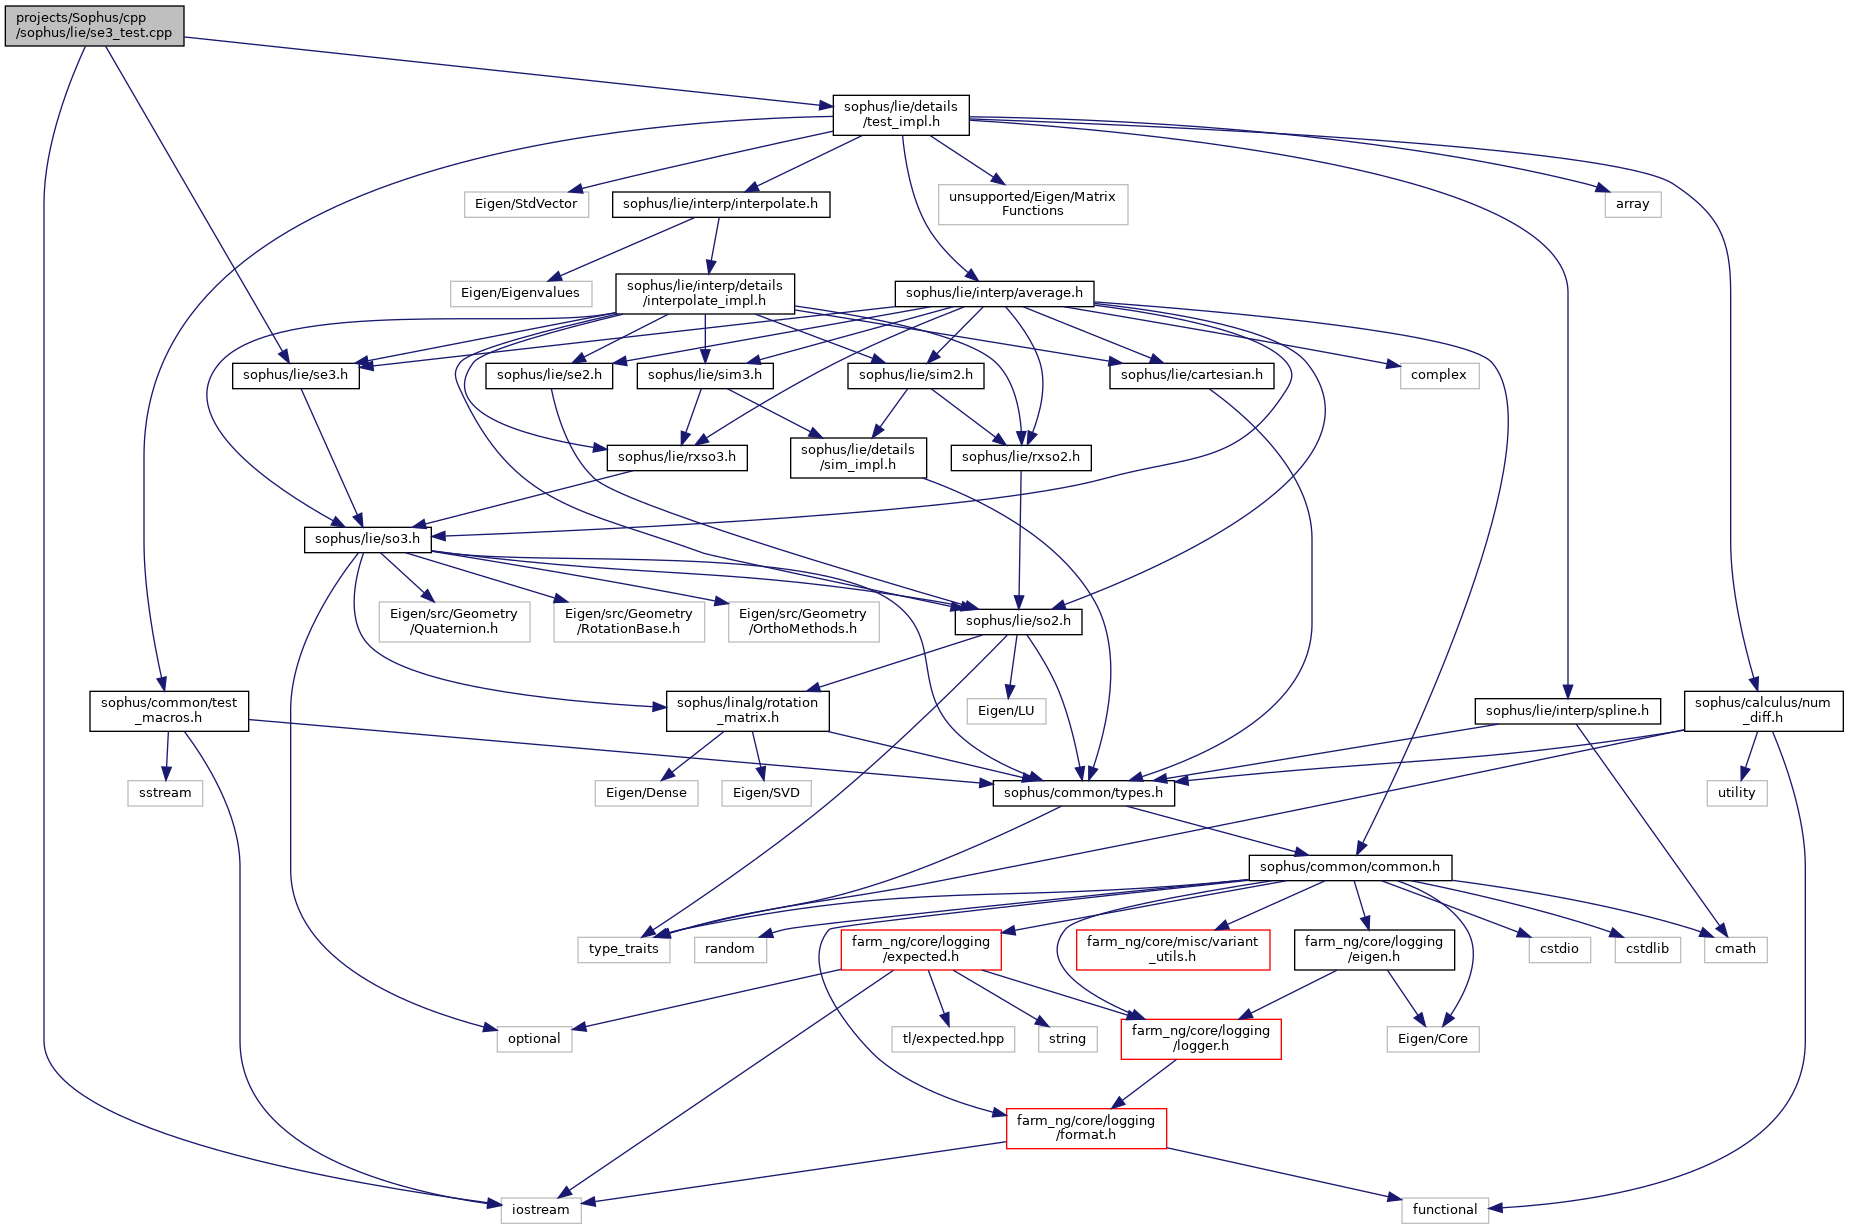 projects/Sophus/cpp
/sophus/lie/se3_test.cpp
sophus/lie/details
/test_impl.h
Eigen/StdVector
sophus/lie/interp/interpolate.h
unsupported/Eigen/Matrix
Functions
array
Eigen/Eigenvalues
sophus/lie/interp/details
/interpolate_impl.h
sophus/lie/interp/average.h
sophus/lie/se3.h
sophus/lie/se2.h
sophus/lie/sim3.h
sophus/lie/sim2.h
sophus/lie/cartesian.h
complex
sophus/lie/rxso3.h
sophus/lie/details
/sim_impl.h
sophus/lie/rxso2.h
sophus/lie/so3.h
Eigen/src/Geometry
/Quaternion.h
Eigen/src/Geometry
/RotationBase.h
Eigen/src/Geometry
/OrthoMethods.h
sophus/lie/so2.h
sophus/common/test
_macros.h
sophus/linalg/rotation
_matrix.h
Eigen/LU
sophus/lie/interp/spline.h
sophus/calculus/num
_diff.h
sstream
Eigen/Dense
Eigen/SVD
sophus/common/types.h
utility
sophus/common/common.h
type_traits
random
farm_ng/core/logging
/expected.h
farm_ng/core/misc/variant
_utils.h
farm_ng/core/logging
/eigen.h
cstdio
cstdlib
cmath
optional
tl/expected.hpp
string
farm_ng/core/logging
/logger.h
Eigen/Core
farm_ng/core/logging
/format.h
iostream
functional